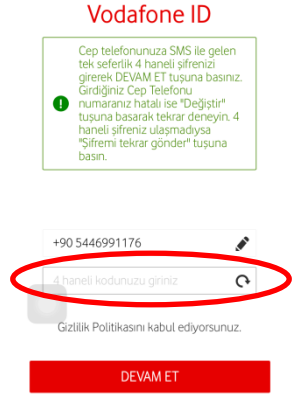 Vodafone ID
Cep telefonunuza SMS ile gelen
tek seferlik 4 haneli şifrenizi
girerek DEVAM ET tuşuna basınız.
Girdiğiniz Cep Telefonu
numaranız hatalı ise "Değiştir"
tuşuna basarak tekrar deneyin. 4
haneli şifreniz ulaşmadıysa
"Şifremi tekrar gönder" tuşuna
basın.
+90 5446991176
4 haneli kodunuzu giriniz
Gizlilik Politikasını kabul ediyorsunuz.
DEVAM ET